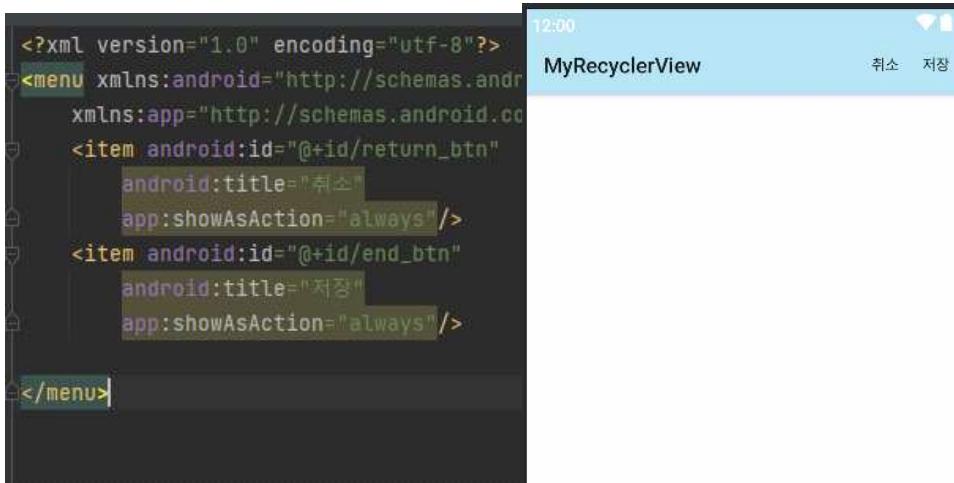 <?xml version="1.0" encoding="utf-8"?>
<menu xmlns:android="http://schemas.andr
xmlns:app="http://schemas.android.co
<item android:id="@+id/return_btn"
android:title="취소"
app:showAsAction="always"/>
<item android:id="@+id/end_btn"
android:title="저장"
app:showAsAction="always"/>
</menu>
12:00
MyRecyclerView 취소 저장